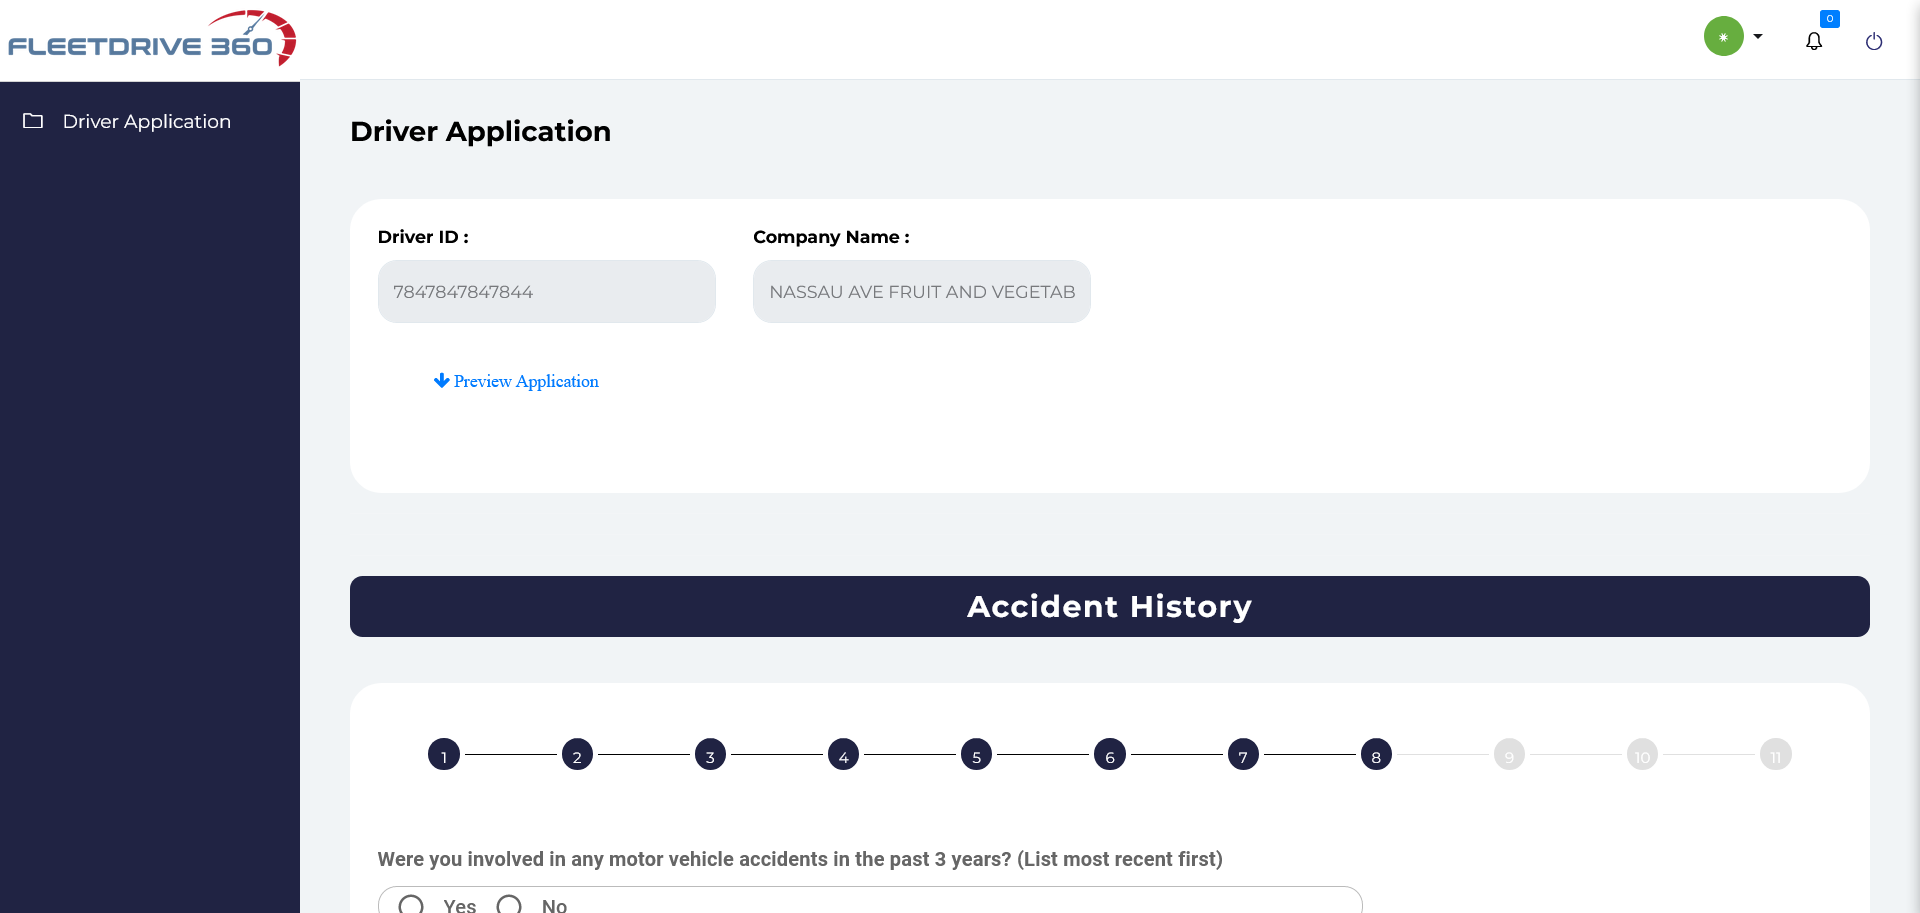 FLEETDRIVE 360
0
Driver Application
Driver Application
Driver ID :
Company Name :
7847847847844
NASSAU AVE FRUIT AND VEGETAB
Preview Application
Accident History
1 2 3 4 5 6 7 8 9 10 11
Were you involved in any motor vehicle accidents in the past 3 years? (List most recent first)
Yes No